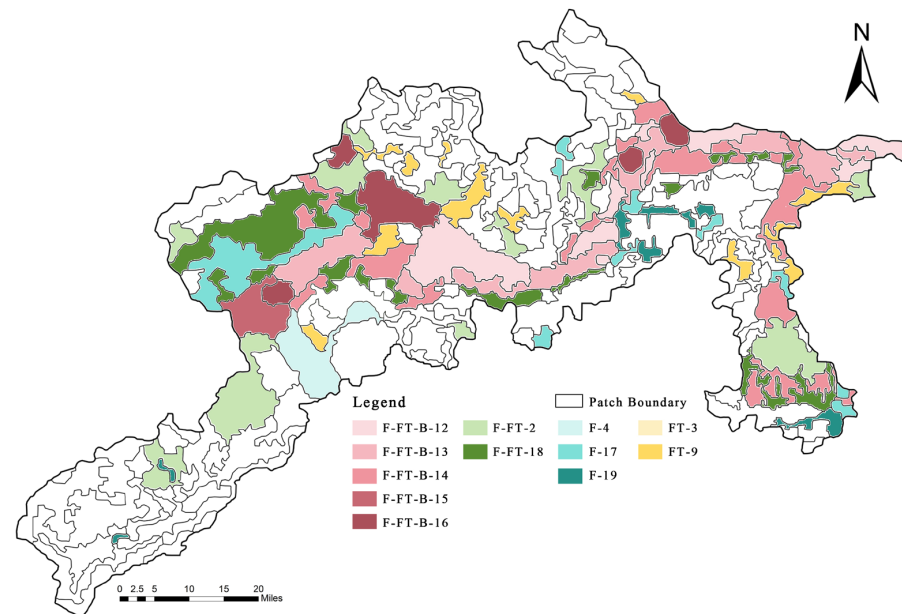 N
Legend
F-FT-B-12
F-FT-B-13
F-FT-B-14
F-FT-B-15
F-FT-B-16
F-FT-2
F-FT-18
Patch Boundary
F-4
F-17
F-19
FT-3
FT-9
0 2.5 5 10 15 20
Miles